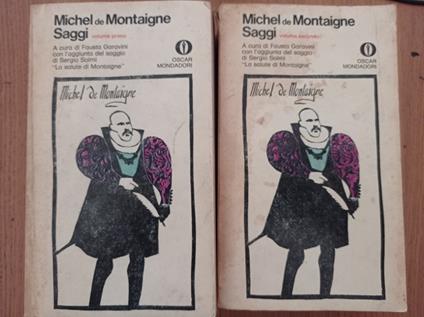 Michel de Montaigne
Saggi volume primo
A cura di Fausta Garavini
con l'aggiunta del saggio
di Sergio Solmi
"La salute di Montaigne"
OSCAR
MONDADORI
Michel De Montaigne
Michel de Montaigne
Saggi volume secondo
A cura di Fausta Garavini
con l'aggiunta del saggio
di Sergio Solmi
"La salute di Montaigne"
OSCAR
MONDADORI
Michel De Montaigne